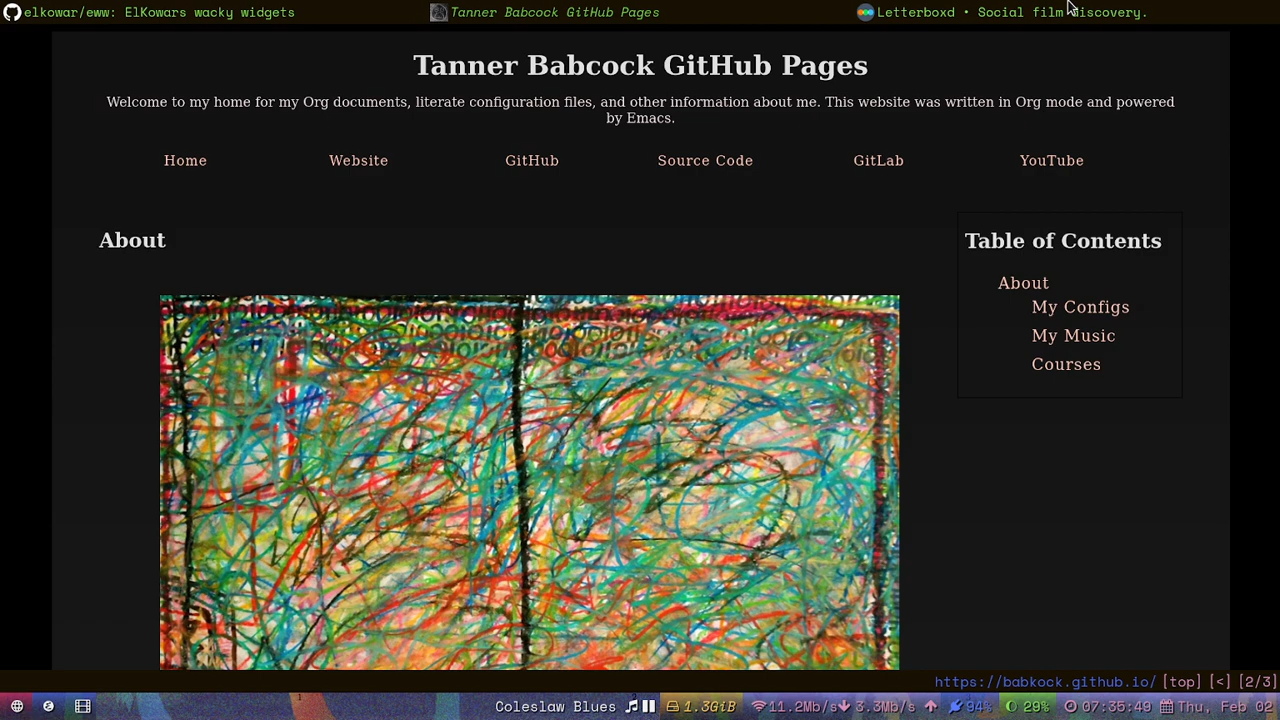 elkowar/eww: ElKowars wacky widgets
Tanner Babcock GitHub Pages
Letterboxd • Social film discovery.
Tanner Babcock GitHub Pages
Welcome to my home for my Org documents, literate configuration files, and other information about me. This website was written in Org mode and powered
by Emacs.
Home
Website
GitHub
Source Code
GitLab
YouTube
About
Table of Contents
About
My Configs
My Music
Courses
https://babkock.github.io/ [top] [<] [2/3]
Coleslaw Blues
1.3GiB
11.2Mb/s
3.3Mb/s
94%
29%
07:35:49
Thu, Feb 02